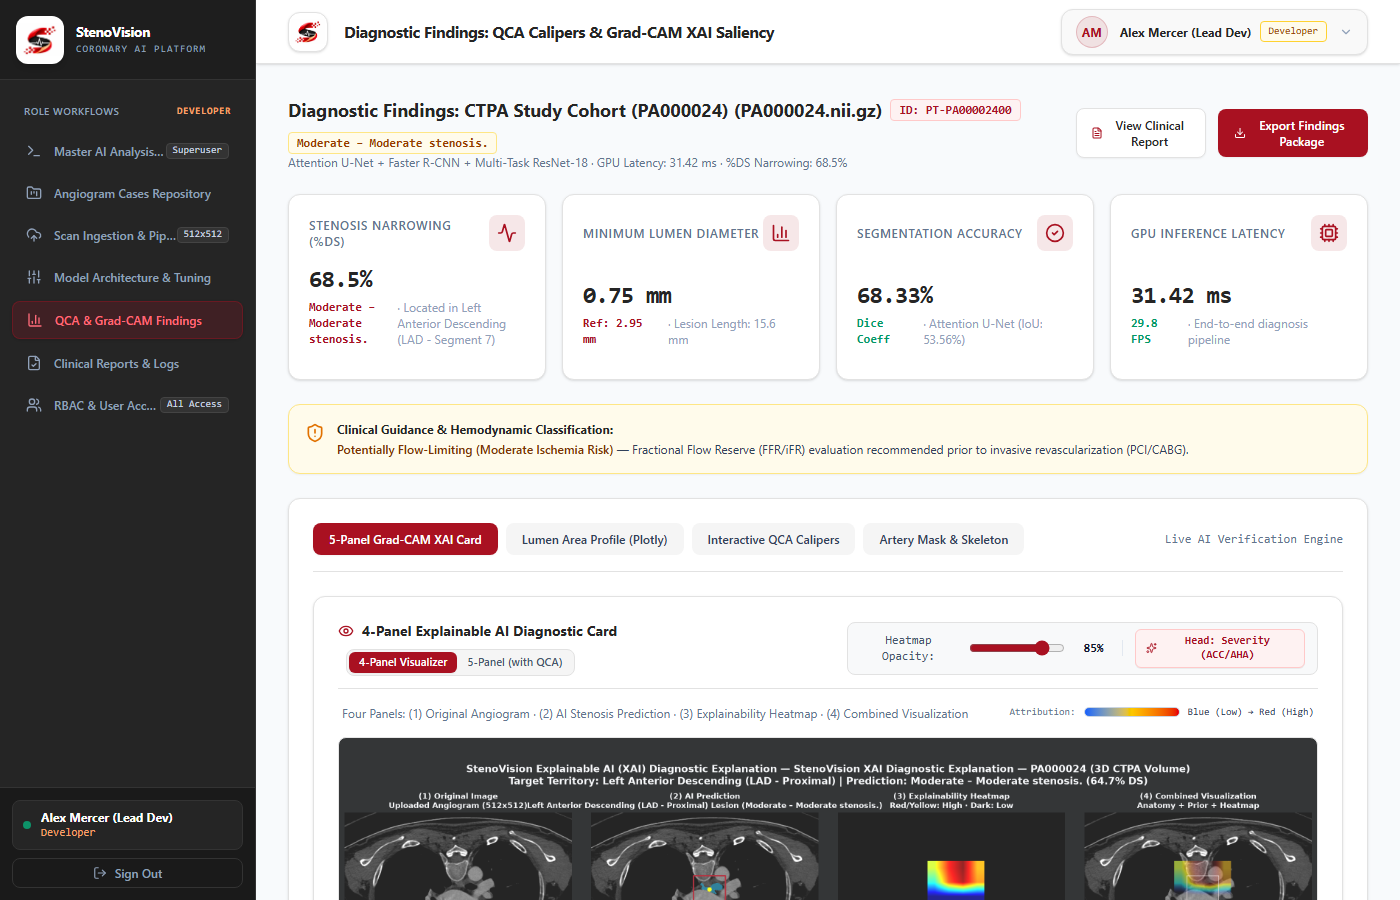 StenoVision
CORONARY AI PLATFORM
Diagnostic Findings: QCA Calipers & Grad-CAM XAI Saliency
AM
Alex Mercer (Lead Dev)
Developer
ROLE WORKFLOWS
DEVELOPER
Master AI Analysis...
Superuser
Angiogram Cases Repository
Scan Ingestion & Pip...
512x512
Model Architecture & Tuning
QCA & Grad-CAM Findings
Clinical Reports & Logs
RBAC & User Acc...
All Access
Alex Mercer (Lead Dev)
Developer
Sign Out
Diagnostic Findings: CTPA Study Cohort (PA000024) (PA000024.nii.gz)
ID: PT-PA00002400
Moderate – Moderate stenosis.
Attention U-Net + Faster R-CNN + Multi-Task ResNet-18 · GPU Latency: 31.42 ms · %DS Narrowing: 68.5%
View Clinical
Report
Export Findings
Package
STENOSIS NARROWING
(%DS)
68.5%
Moderate –
Moderate
stenosis.
· Located in Left
Anterior Descending
(LAD - Segment 7)
MINIMUM LUMEN DIAMETER
0.75 mm
Ref: 2.95
mm
· Lesion Length: 15.6
mm
SEGMENTATION ACCURACY
68.33%
Dice
Coeff
· Attention U-Net (IoU:
53.56%)
GPU INFERENCE LATENCY
31.42 ms
29.8
FPS
· End-to-end diagnosis
pipeline
Clinical Guidance & Hemodynamic Classification:
Potentially Flow-Limiting (Moderate Ischemia Risk) — Fractional Flow Reserve (FFR/iFR) evaluation recommended prior to invasive revascularization (PCI/CABG).
5-Panel Grad-CAM XAI Card
Lumen Area Profile (Plotly)
Interactive QCA Calipers
Artery Mask & Skeleton
Live AI Verification Engine
4-Panel Explainable AI Diagnostic Card
4-Panel Visualizer
5-Panel (with QCA)
Heatmap
Opacity:
85%
Head: Severity
(ACC/AHA)
Four Panels: (1) Original Angiogram · (2) AI Stenosis Prediction · (3) Explainability Heatmap · (4) Combined Visualization
Attribution:
Blue (Low) → Red (High)
StenoVision Explainable AI (XAI) Diagnostic Explanation — StenoVision XAI Diagnostic Explanation — PA000024 (3D CTPA Volume)
Target Territory: Left Anterior Descending (LAD - Proximal) | Prediction: Moderate – Moderate stenosis. (64.7% DS)
(1) Original Image
Uploaded Angiogram (512x512)
(2) AI Prediction
Left Anterior Descending (LAD - Proximal) Lesion (Moderate – Moderate stenosis.)
(3) Explainability Heatmap
Red/Yellow: High · Dark: Low
(4) Combined Visualization
Anatomy + Prior + Heatmap